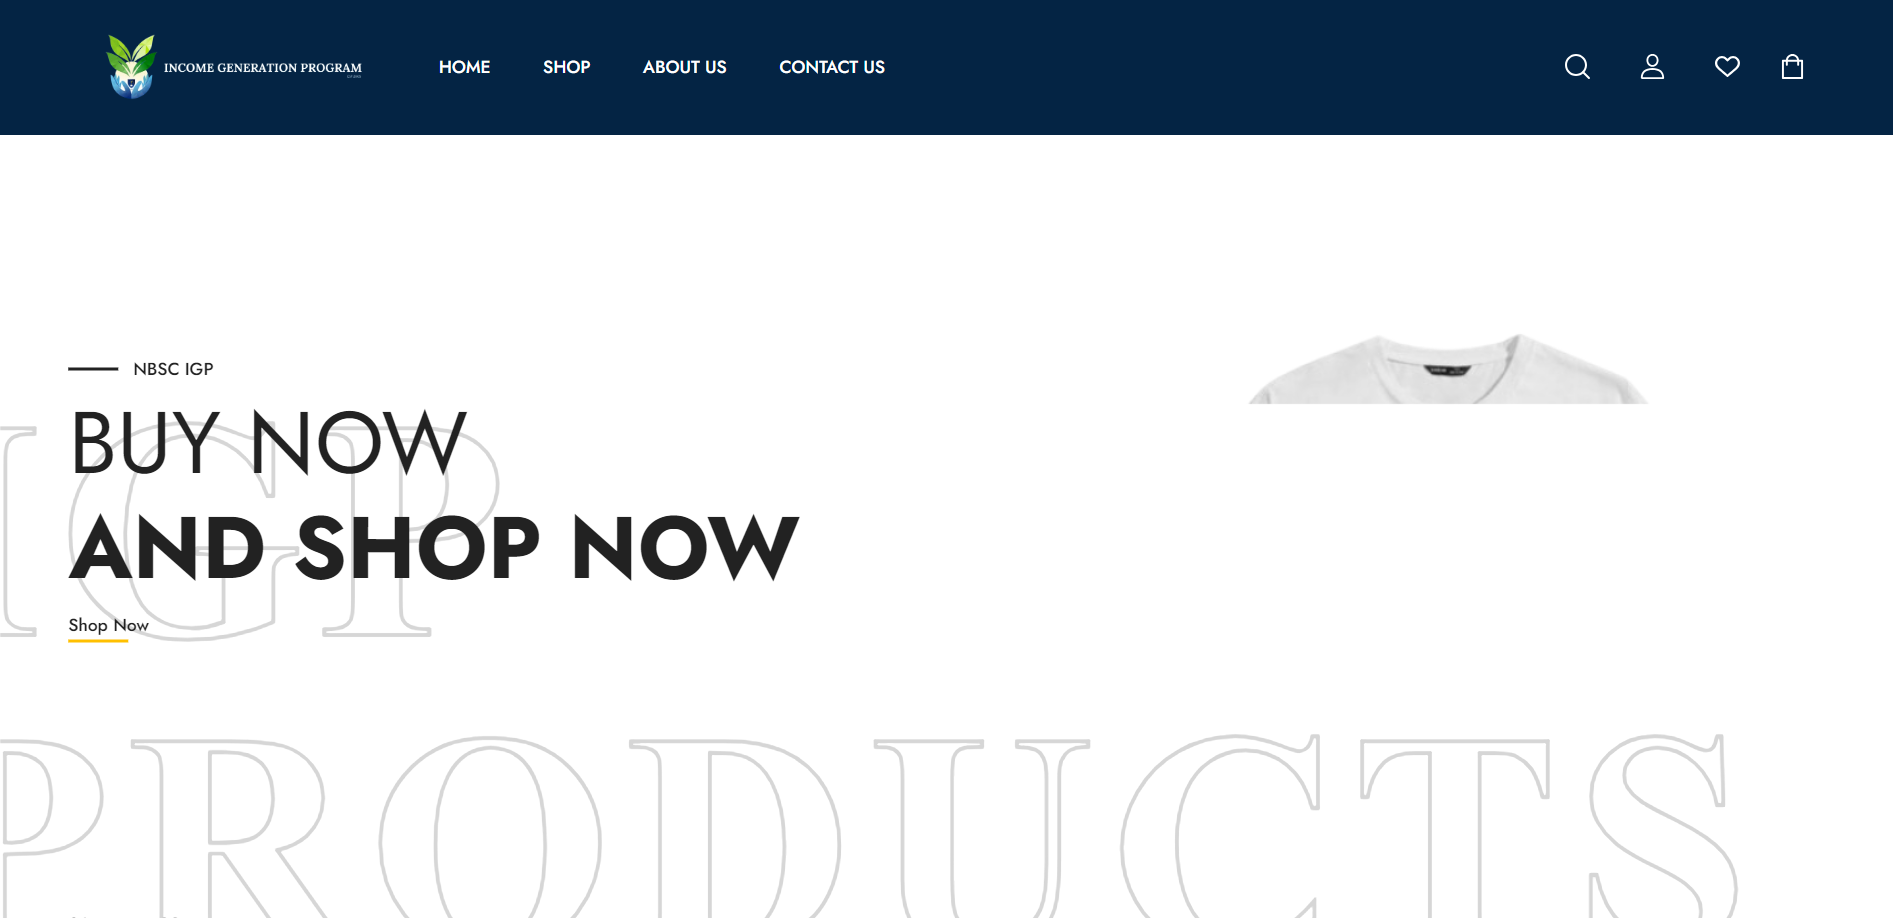 INCOME GENERATION PROGRAM
HOME
SHOP
ABOUT US
CONTACT US
NBSC IGP
IGP
BUY NOW
AND SHOP NOW
Shop Now
PRODUCTS